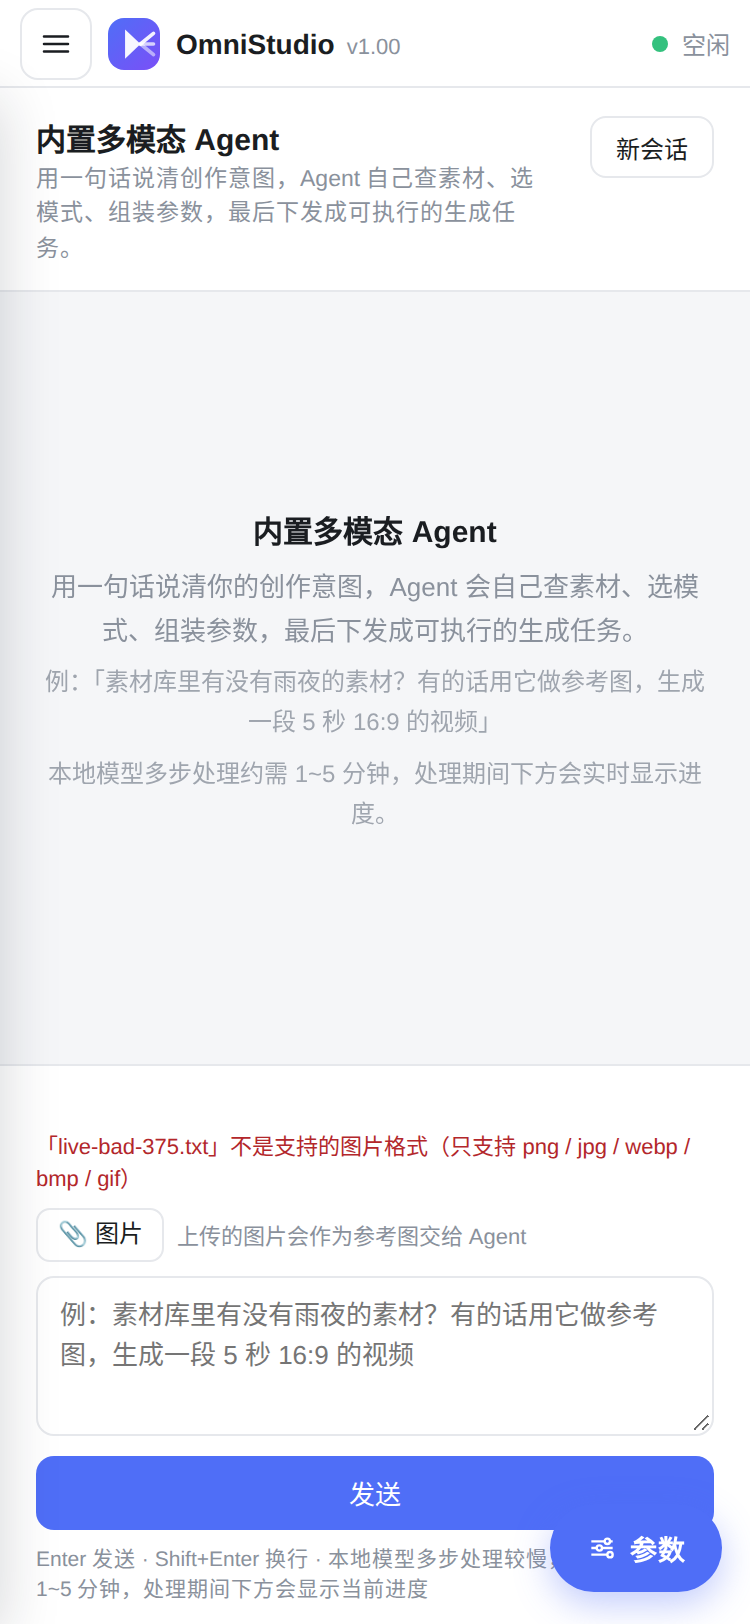 OmniStudio v1.00
空闲
内置多模态 Agent
新会话
用一句话说清创作意图，Agent 自己查素材、选
模式、组装参数，最后下发成可执行的生成任
务。
内置多模态 Agent
用一句话说清你的创作意图，Agent 会自己查素材、选模
式、组装参数，最后下发成可执行的生成任务。
例：「素材库里有没有雨夜的素材？有的话用它做参考图，生成
一段 5 秒 16:9 的视频」
本地模型多步处理约需 1~5 分钟，处理期间下方会实时显示进
度。
「live-bad-375.txt」不是支持的图片格式（只支持 png / jpg / webp /
bmp / gif）
📎 图片
上传的图片会作为参考图交给 Agent
例：素材库里有没有雨夜的素材？有的话用它做参考
图，生成一段 5 秒 16:9 的视频
发送
Enter 发送 · Shift+Enter 换行 · 本地模型多步处理较慢，
1~5 分钟，处理期间下方会显示当前进度
参数